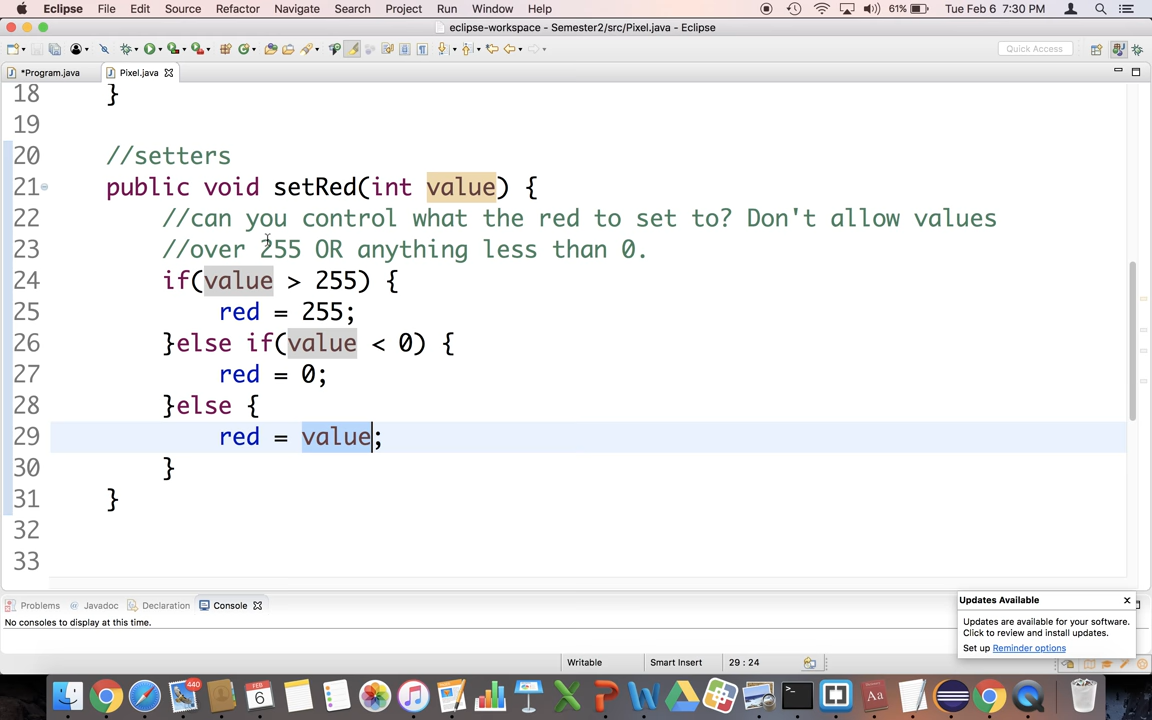 Eclipse File Edit Source Refactor Navigate Search Project Run Window Help 61% Tue Feb 6 7:30 PM
eclipse-workspace - Semester2/src/Pixel.java - Eclipse
Quick Access
*Program.java Pixel.java
18 }
19
20 //setters
21 public void setRed(int value) {
22 //can you control what the red to set to? Don't allow values
23 //over 255 OR anything less than 0.
24 if(value > 255) {
25 red = 255;
26 }else if(value < 0) {
27 red = 0;
28 }else {
29 red = value;
30 }
31 }
32
33
Problems Javadoc Declaration Console
No consoles to display at this time.
Updates Available
Updates are available for your software.
Click to review and install updates.
Set up Reminder options
Writable Smart Insert 29 : 24
440
FEB
6